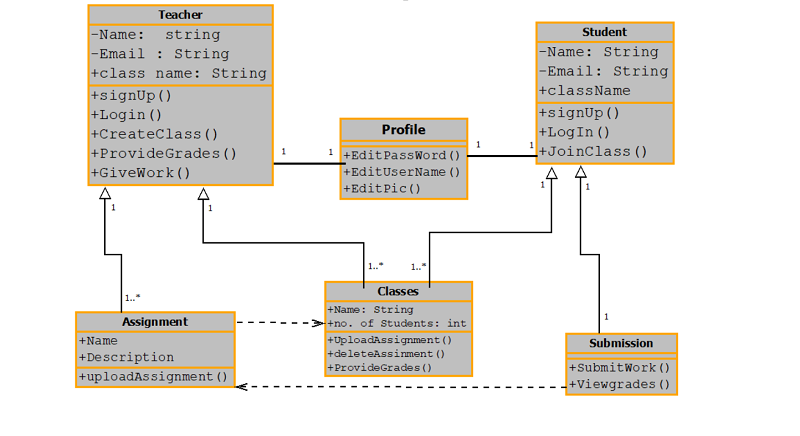 Teacher
-Name:  string
-Email : String
+class name: String
+signUp()
+Login()
+CreateClass()
+ProvideGrades()
+GiveWork()
Student
-Name: String
-Email: String
+className
+signUp()
+LogIn()
+JoinClass()
Profile
+EditPassWord()
+EditUserName()
+EditPic()
1
1
1
1
1
1
1
1
1..*
1..*
1..*
1
Classes
+Name: String
+no. of Students: int
+UploadAssignment()
+deleteAssinment()
+ProvideGrades()
Assignment
+Name
+Description
+uploadAssignment()
Submission
+SubmitWork()
+Viewgrades()